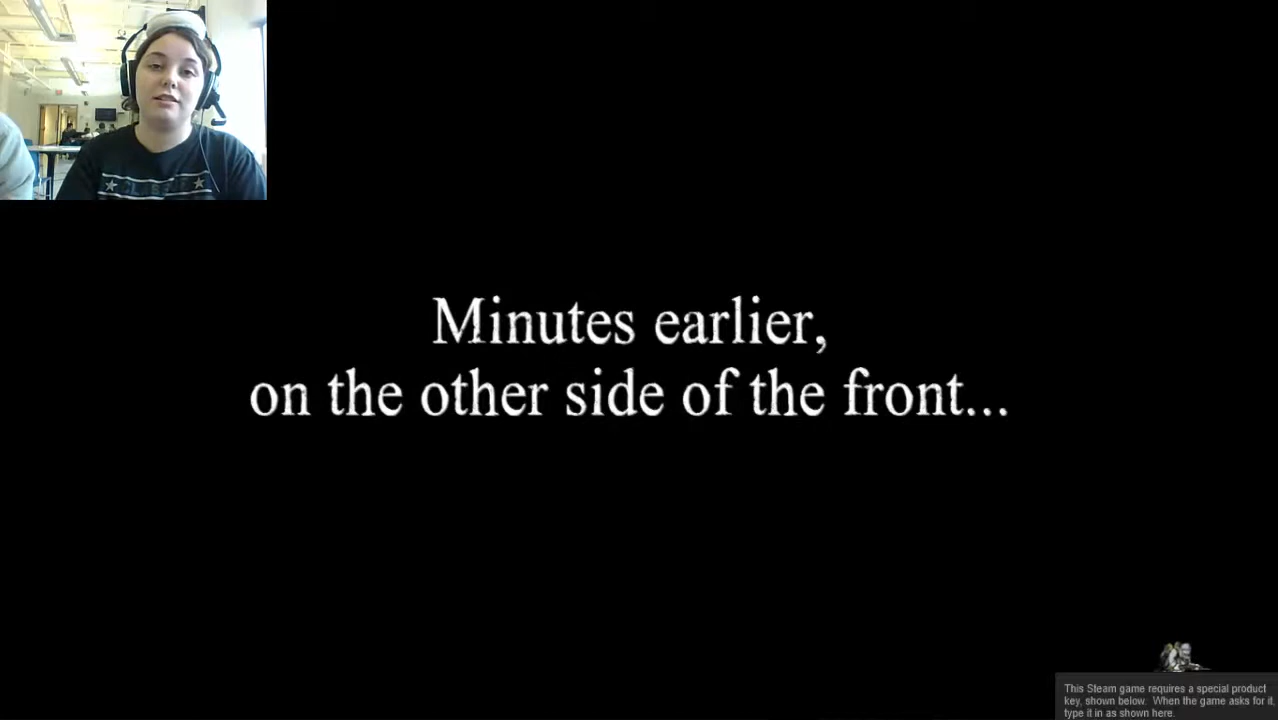 Minutes earlier,
on the other side of the front...
This Steam game requires a special product
key, shown below. When the game asks for it,
type it in as shown here.